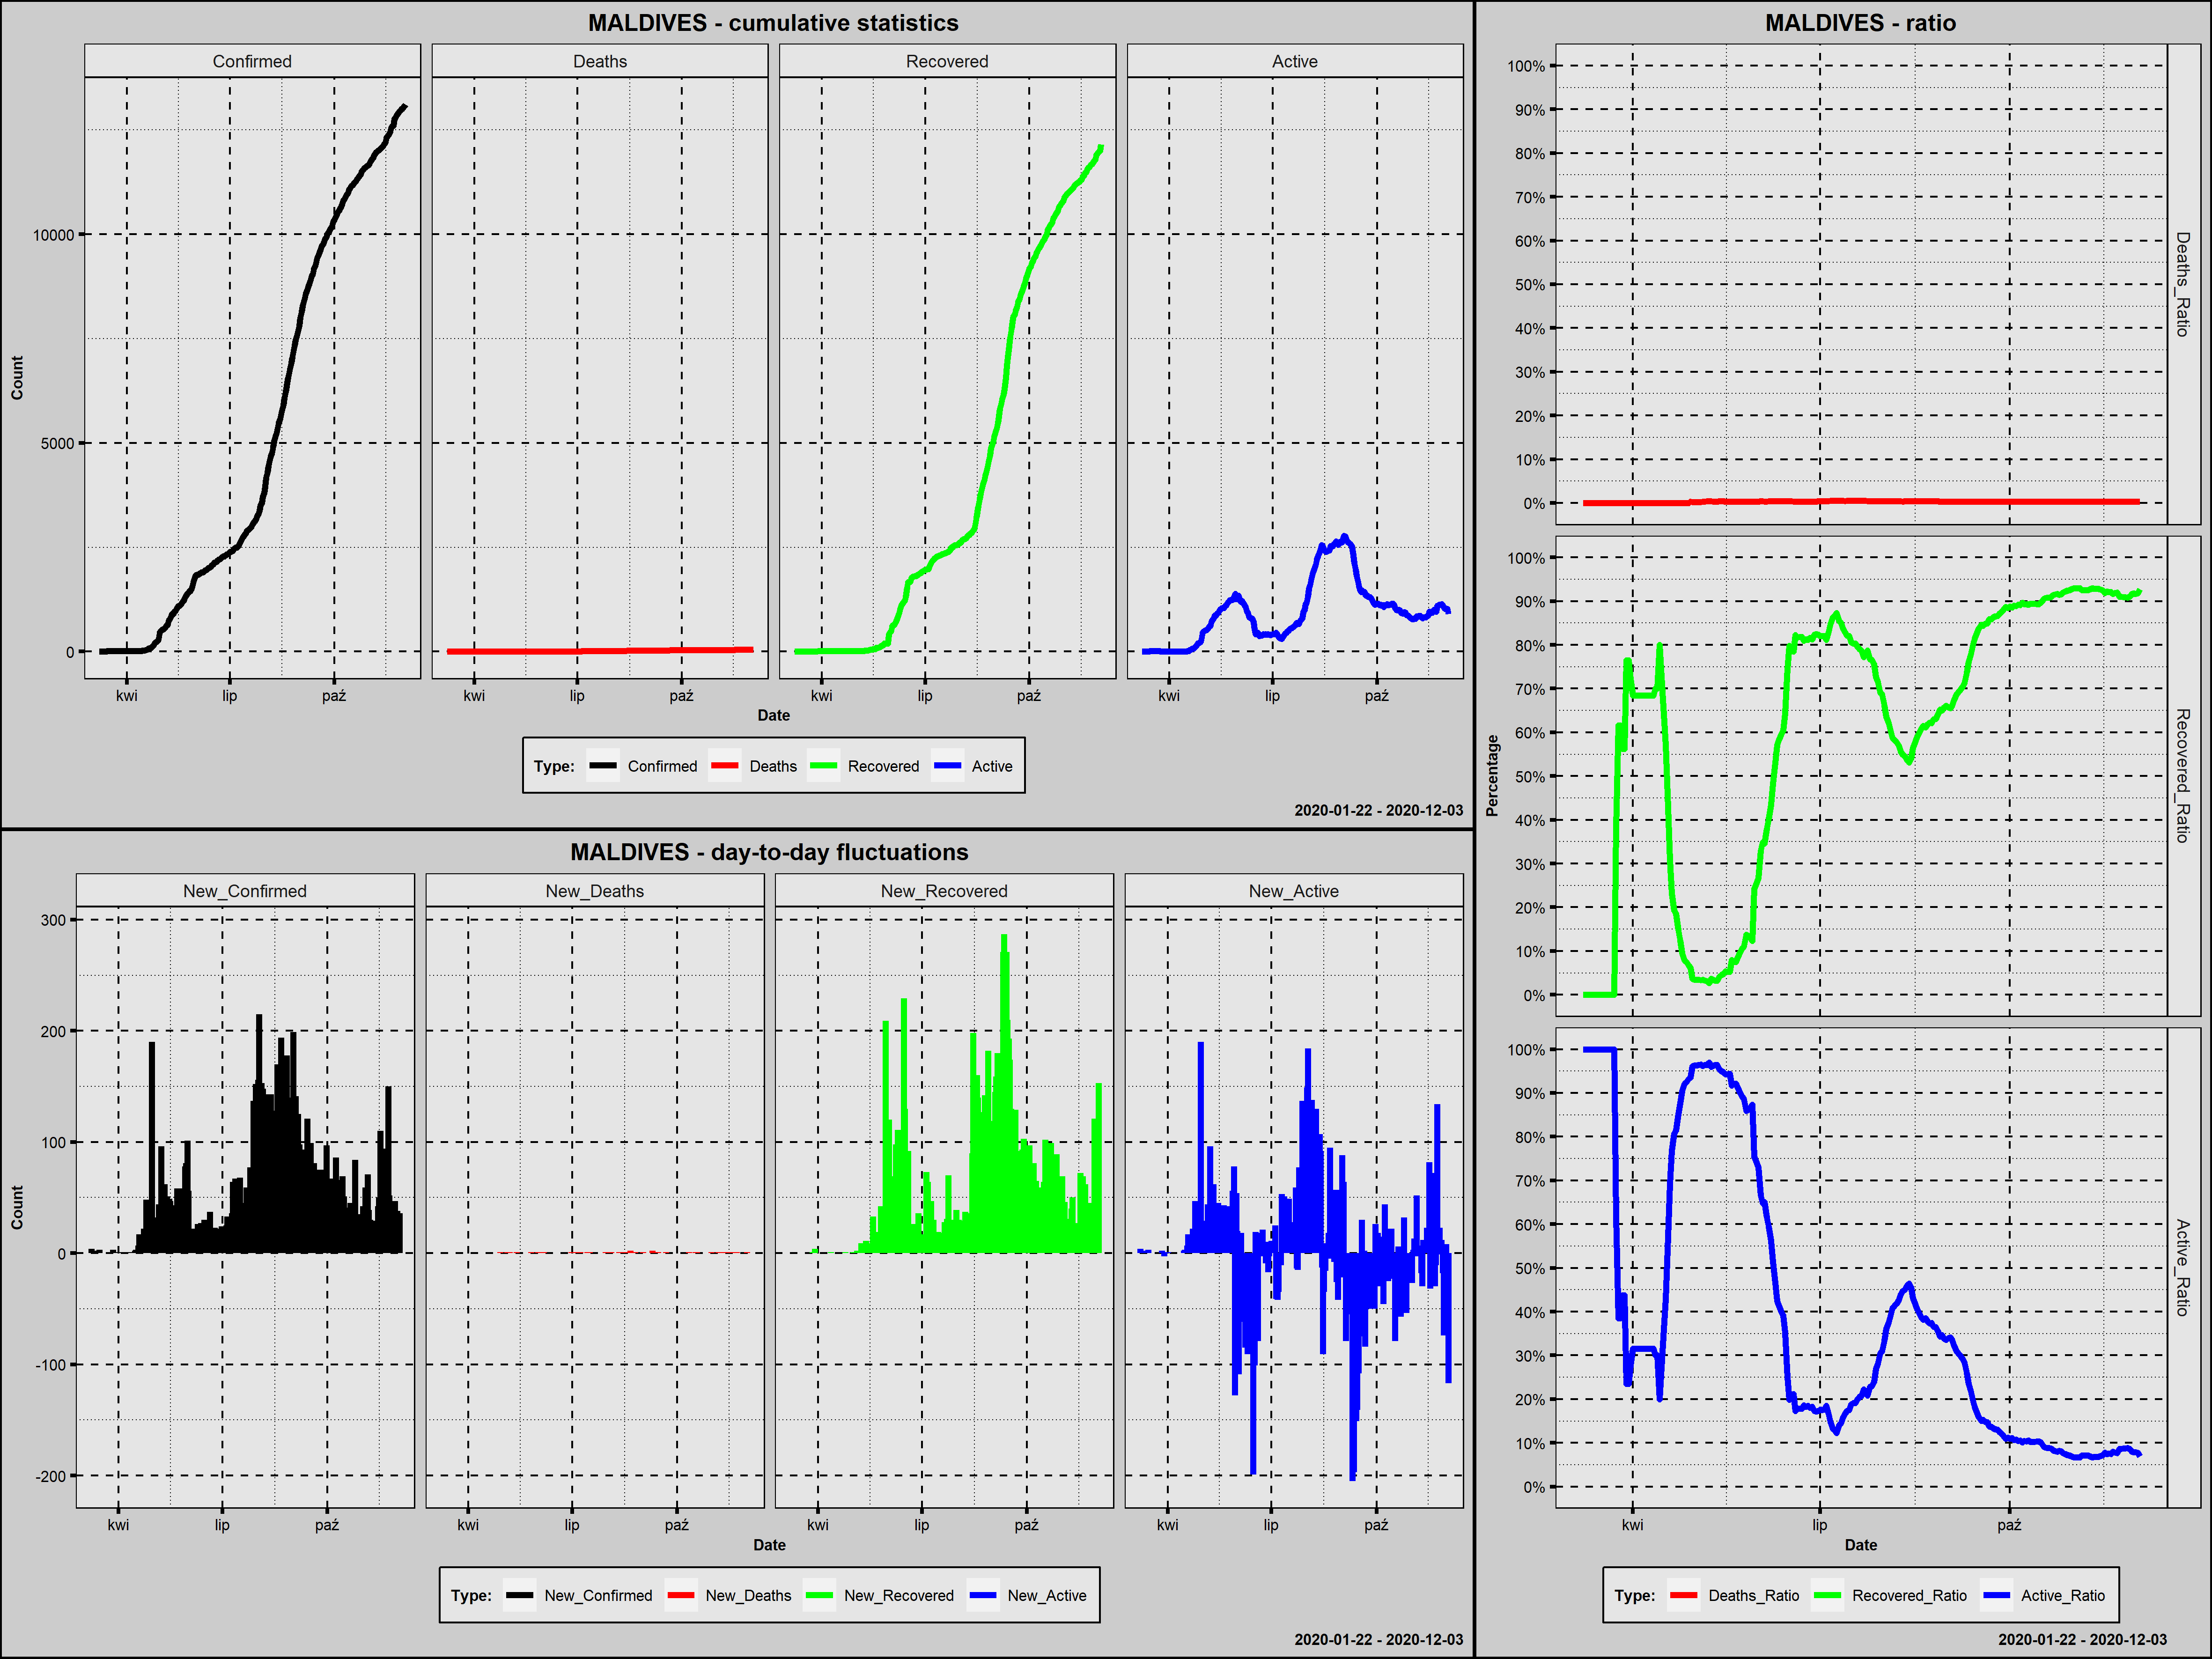 MALDIVES - cumulative statistics
Confirmed Deaths Recovered Active
Count
10000
5000
0
kwi lip paź kwi lip paź kwi lip paź kwi lip paź
Date
Type: Confirmed Deaths Recovered Active
2020-01-22 - 2020-12-03
MALDIVES - day-to-day fluctuations
New_Confirmed New_Deaths New_Recovered New_Active
Count
300
200
100
0
-100
-200
kwi lip paź kwi lip paź kwi lip paź kwi lip paź
Date
Type: New_Confirmed New_Deaths New_Recovered New_Active
2020-01-22 - 2020-12-03
MALDIVES - ratio
Percentage
100%
90%
80%
70%
60%
50%
40%
30%
20%
10%
0%
Deaths_Ratio
100%
90%
80%
70%
60%
50%
40%
30%
20%
10%
0%
Recovered_Ratio
100%
90%
80%
70%
60%
50%
40%
30%
20%
10%
0%
Active_Ratio
kwi lip paź
Date
Type: Deaths_Ratio Recovered_Ratio Active_Ratio
2020-01-22 - 2020-12-03